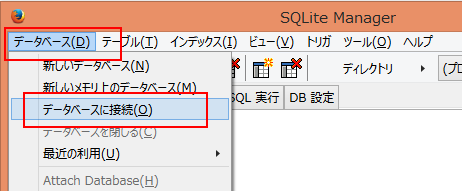 SQLite Manager
データベース(D) テーブル(T) インデックス(I) ビュー(V) トリガ ツール(O) ヘルプ
新しいデータベース(N)
ディレクトリ
新しいメモリ上のデータベース(M)
データベースに接続(O)
SQL 実行 DB 設定
データベースを閉じる(C)
最近の利用(U)
Attach Database(H)